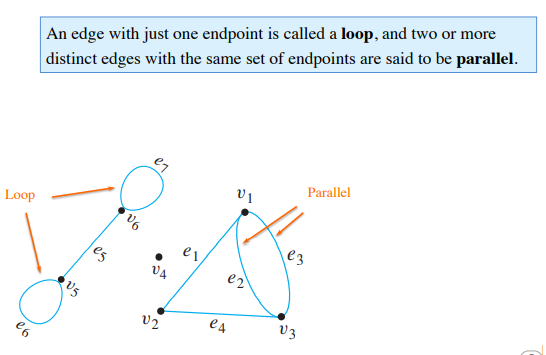 An edge with just one endpoint is called a loop, and two or more
distinct edges with the same set of endpoints are said to be parallel.
e7
Loop
v1
Parallel
v6
e5
e1
e3
v4
e2
v5
v2
e4
v3
e6